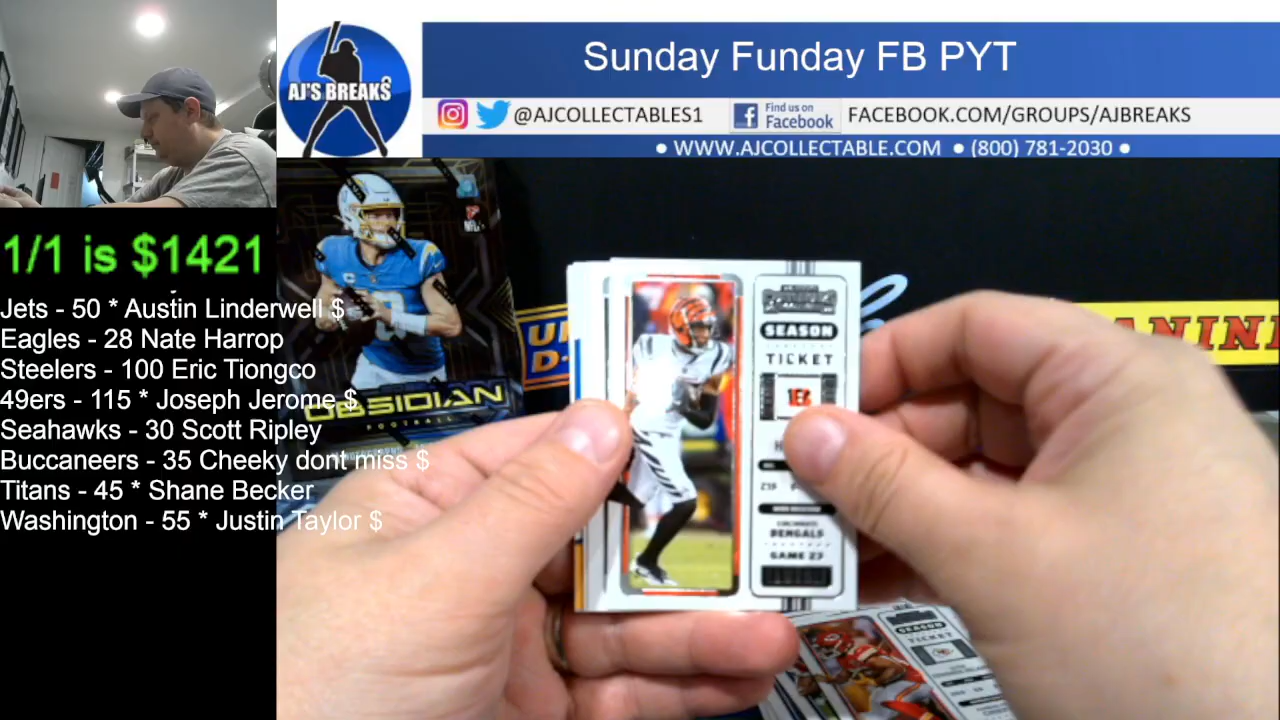 Sunday Funday FB PYT
AJ'S BREAKS
@AJCOLLECTABLES1
Find us on
Facebook
FACEBOOK.COM/GROUPS/AJBREAKS
• WWW.AJCOLLECTABLE.COM • (800) 781-2030 •
1/1 is $1421
Jets - 50 * Austin Linderwell $
Eagles - 28 Nate Harrop
Steelers - 100 Eric Tiongco
49ers - 115 * Joseph Jerome $
Seahawks - 30 Scott Ripley
Buccaneers - 35 Cheeky dont miss $
Titans - 45 * Shane Becker
Washington - 55 * Justin Taylor $
OBSIDIAN
FOOTBALL
SEASON
TICKET
CINCINNATI
BENGALS
GAME 23
PANINI
SEASON
TICKET